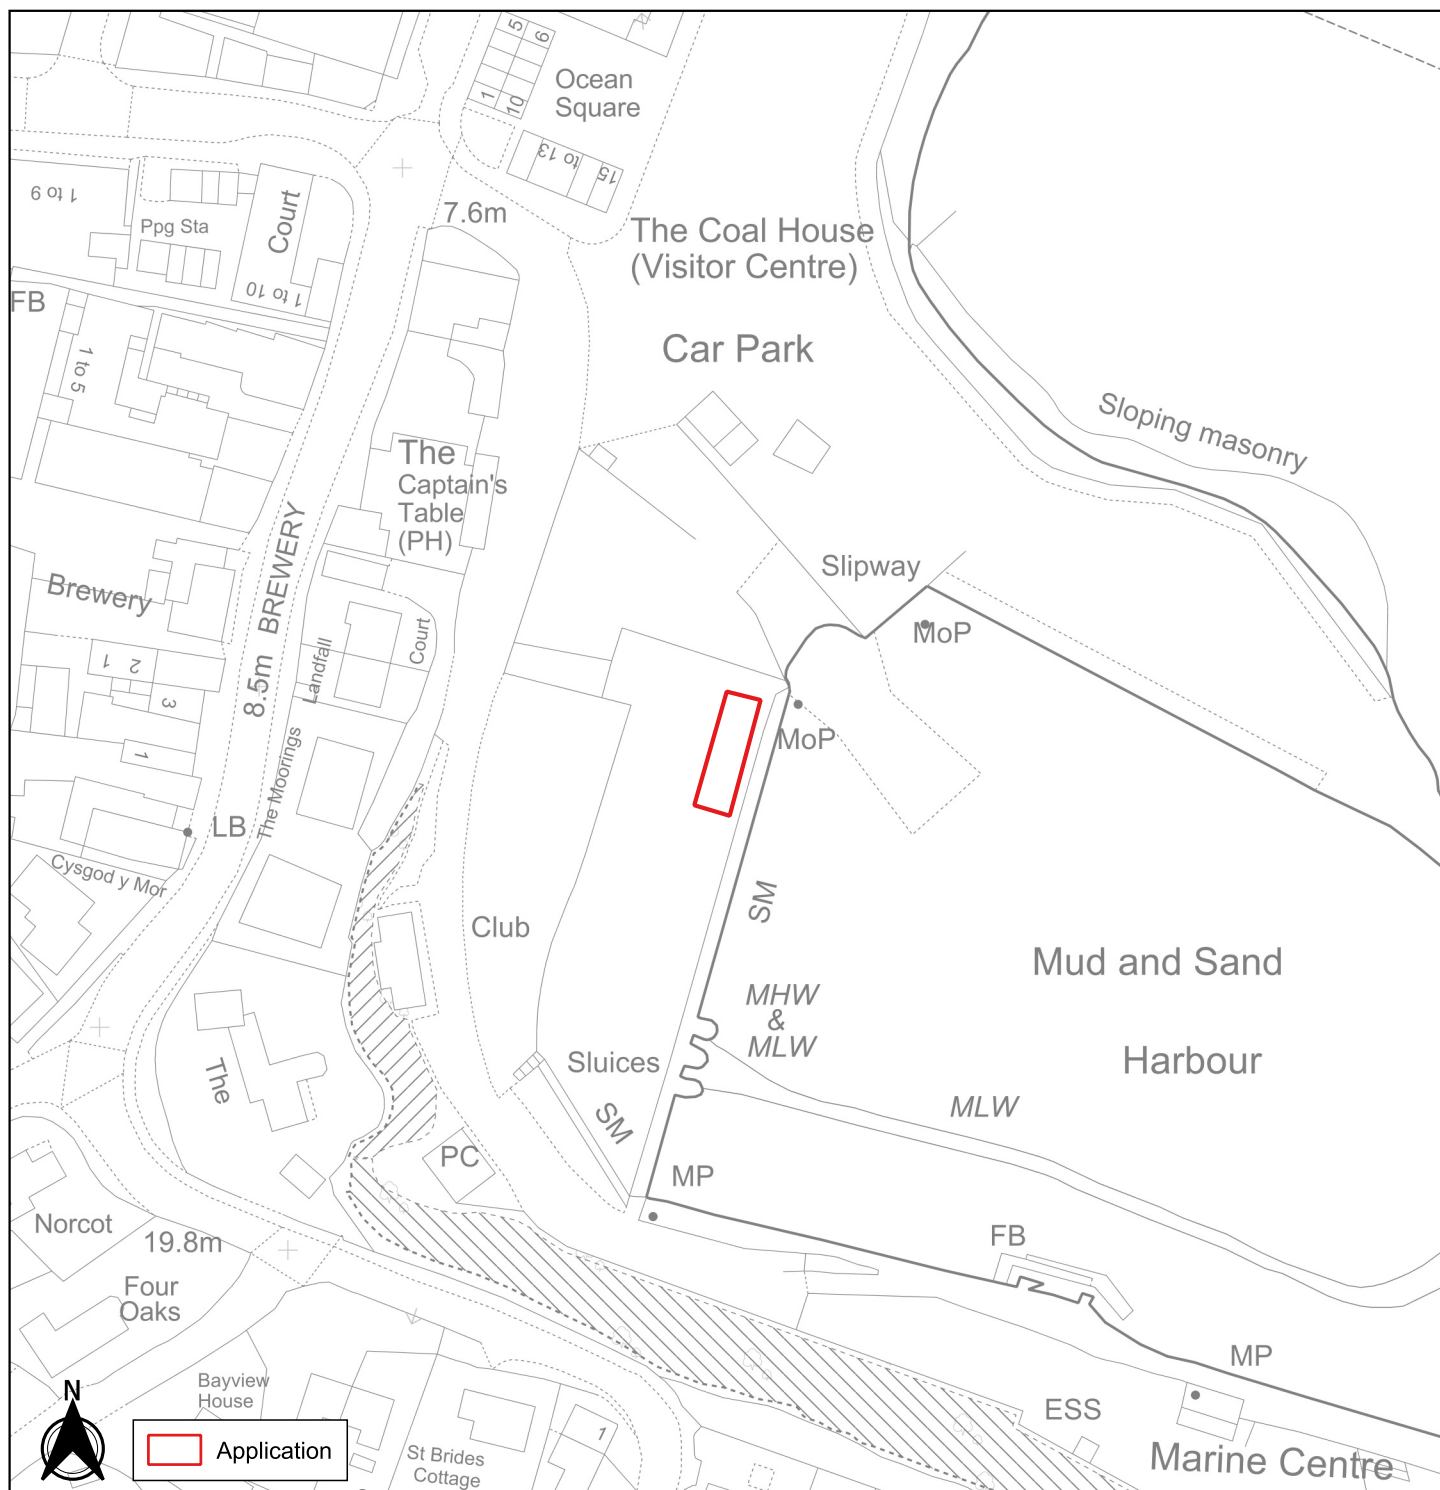 5
6
Ocean
Square
1
10
to 13
15
1 to 9
Ppg Sta
Court
1 to 10
7.6m
The Coal House
(Visitor Centre)
FB
Car Park
1 to 5
Sloping masonry
The
Captain's
Table
(PH)
8.5m BREWERY
Slipway
MoP
Brewery
1 2
3
1
Landfall
Court
MoP
The Moorings
LB
Cysgod y Mor
Club
SM
Mud and Sand
MHW
&
MLW
Harbour
Sluices
The
SM
MLW
PC
MP
Norcot
19.8m
FB
Four
Oaks
MP
Bayview
House
ESS
N
Application
1
St Brides
Cottage
Marine Centre